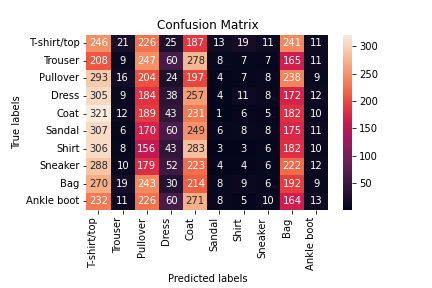 Confusion Matrix
T-shirt/top 246 21 226 25 187 13 19 11 241 11
Trouser 208 9 247 60 278 8 7 7 165 11
Pullover 293 16 204 24 197 4 7 8 238 9
Dress 305 9 184 38 257 4 11 8 172 12
Coat 321 12 189 43 231 1 6 5 182 10
Sandal 307 6 170 60 249 6 8 8 175 11
Shirt 306 8 156 43 283 3 3 6 182 10
Sneaker 288 10 179 52 223 4 4 6 222 12
Bag 270 19 243 30 214 8 9 6 192 9
Ankle boot 232 11 226 60 271 8 5 10 164 13
True labels
T-shirt/top Trouser Pullover Dress Coat Sandal Shirt Sneaker Bag Ankle boot
Predicted labels
300
250
200
150
100
50